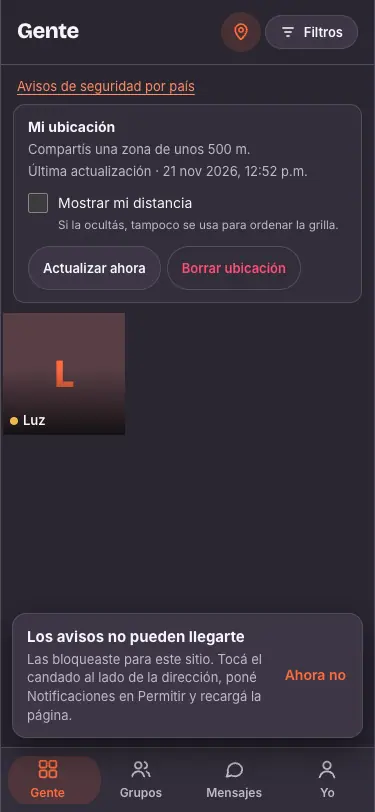 Gente
Filtros
Avisos de seguridad por país
Mi ubicación
Compartís una zona de unos 500 m.
Última actualización · 21 nov 2026, 12:52 p.m.
Mostrar mi distancia
Si la ocultás, tampoco se usa para ordenar la grilla.
Actualizar ahora
Borrar ubicación
L
Luz
Los avisos no pueden llegarte
Las bloqueaste para este sitio. Tocá el
candado al lado de la dirección, poné
Notificaciones en Permitir y recargá la
página.
Ahora no
Gente
Grupos
Mensajes
Yo